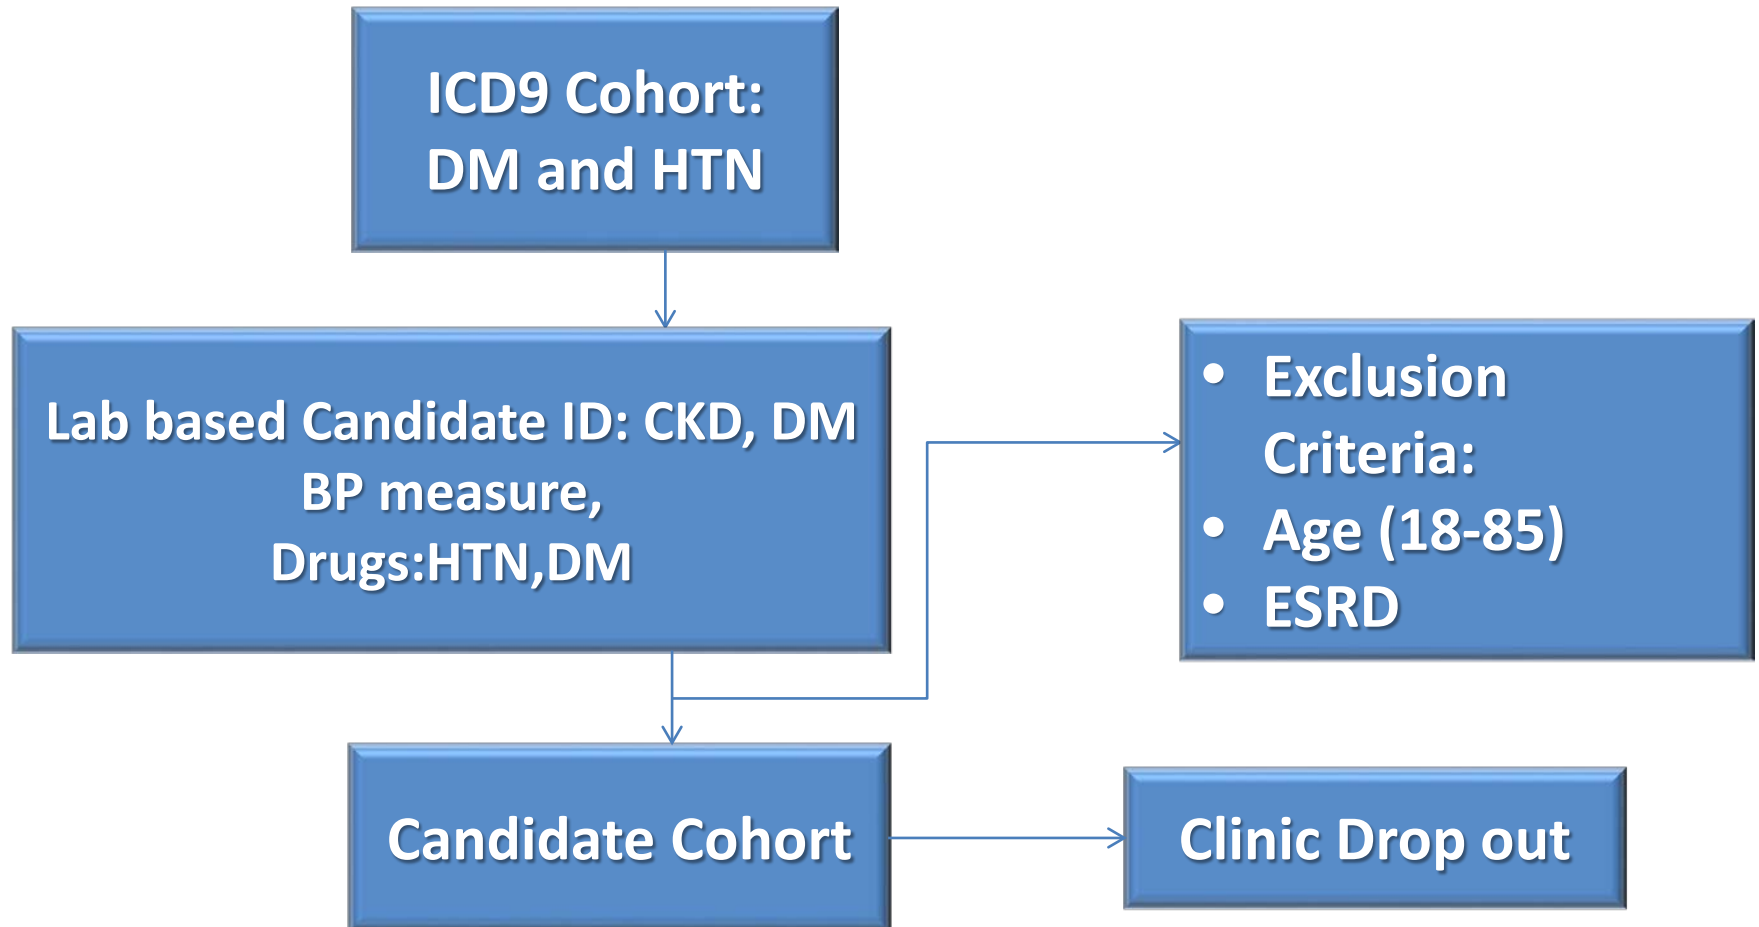 ICD9 Cohort:
DM and HTN
Lab based Candidate ID: CKD, DM
BP measure,
Drugs:HTN,DM
• Exclusion
Criteria:
• Age (18-85)
• ESRD
Candidate Cohort
Clinic Drop out